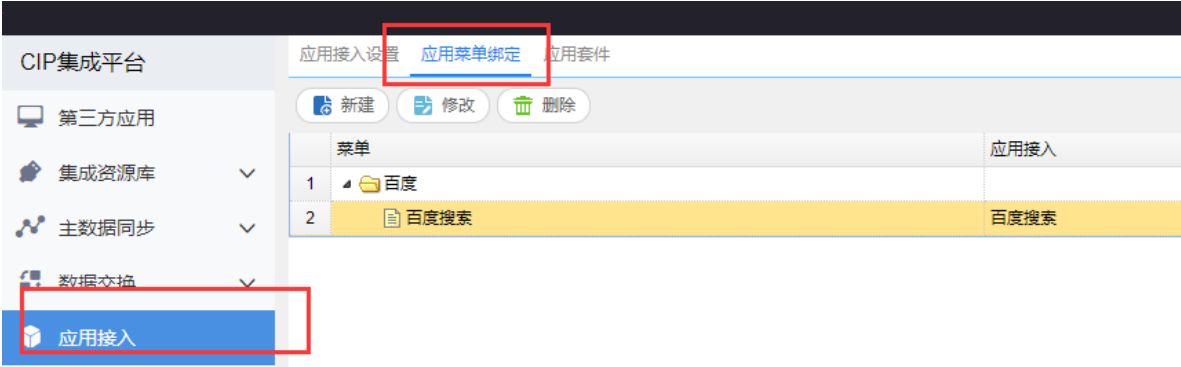 CIP集成平台
第三方应用
集成资源库
主数据同步
数据交换
应用接入
应用接入设置 应用菜单绑定 应用套件
新建 修改 删除
菜单 应用接入
1 百度
2 百度搜索 百度搜索